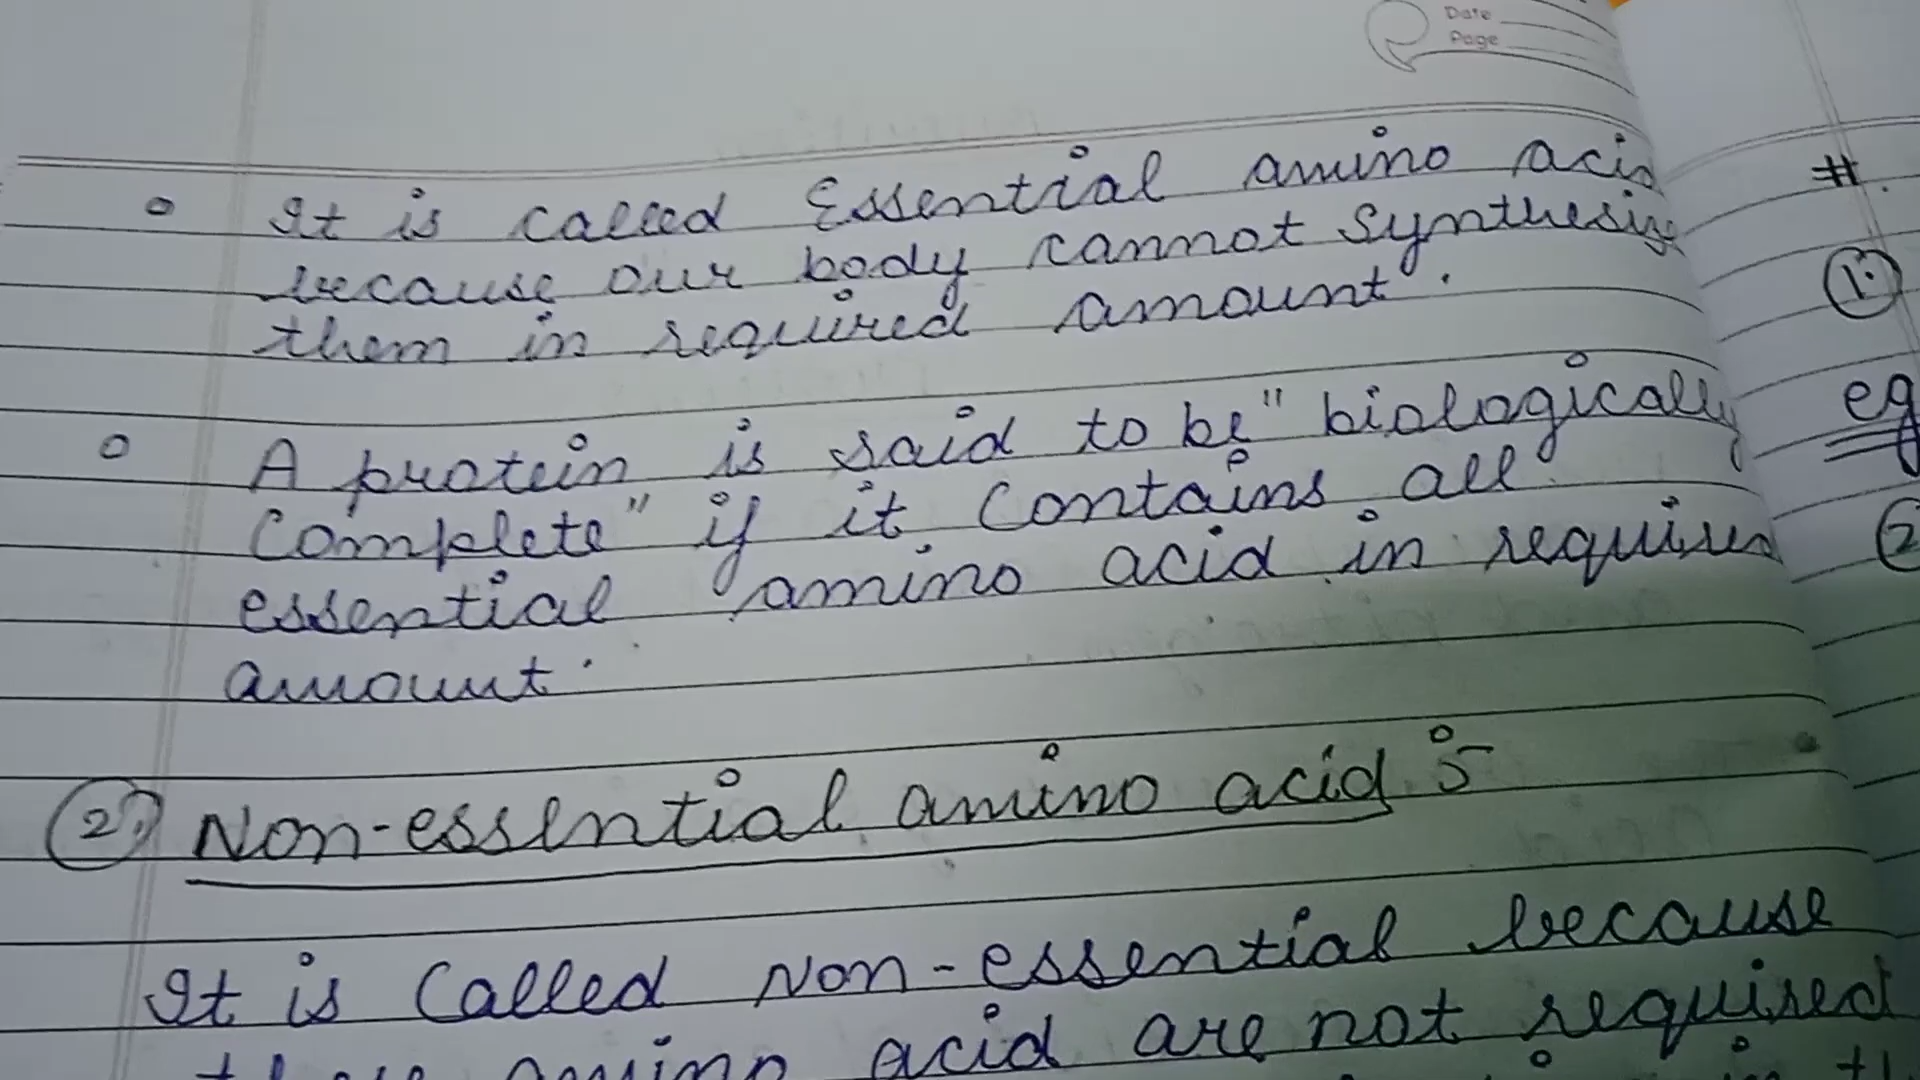 Date
Page
It is called Essential amino acid
because our body cannot synthesize
them in required amount.
A protein is said to be "biologically
Complete" if it contains all
essential amino acid in required
amount.
2. Non-essential amino acid :-
It is Called Non-essential because
amino acid are not required
#
1.
eg
2